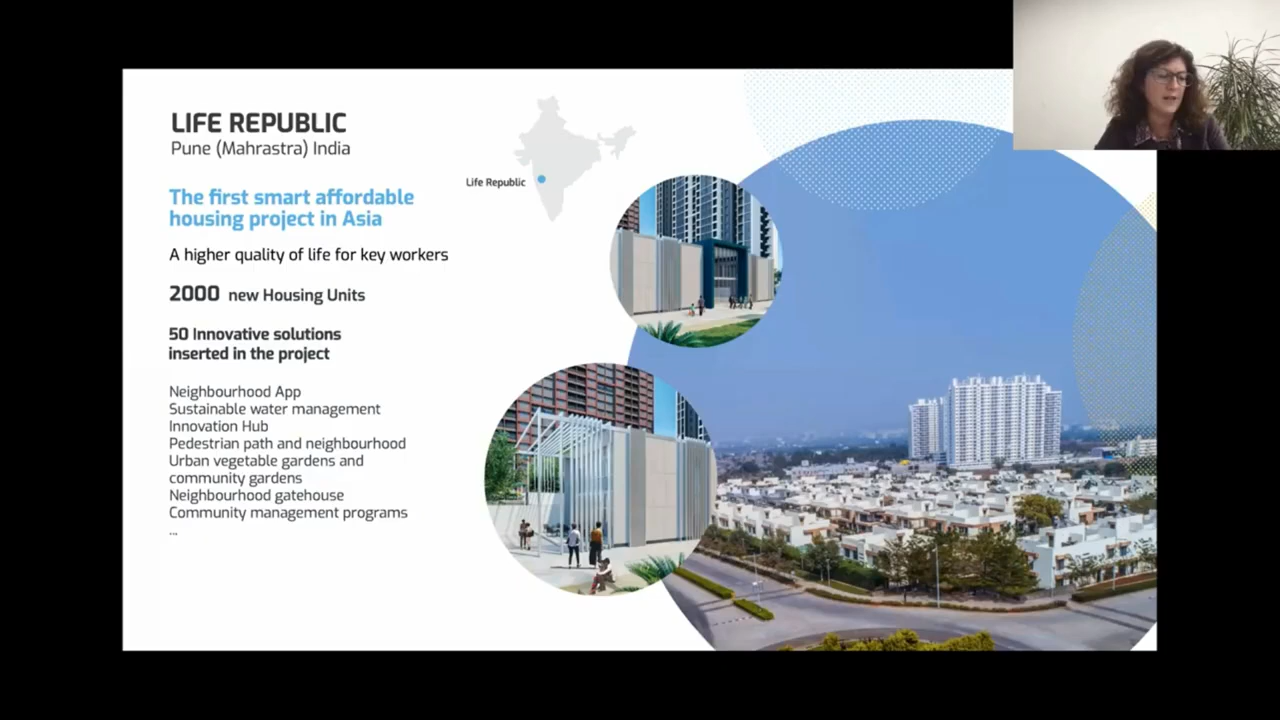 LIFE REPUBLIC
Pune (Mahrastra) India
Life Republic
The first smart affordable
housing project in Asia
A higher quality of life for key workers
2000 new Housing Units
50 Innovative solutions
inserted in the project
Neighbourhood App
Sustainable water management
Innovation Hub
Pedestrian path and neighbourhood
Urban vegetable gardens and
community gardens
Neighbourhood gatehouse
Community management programs
...